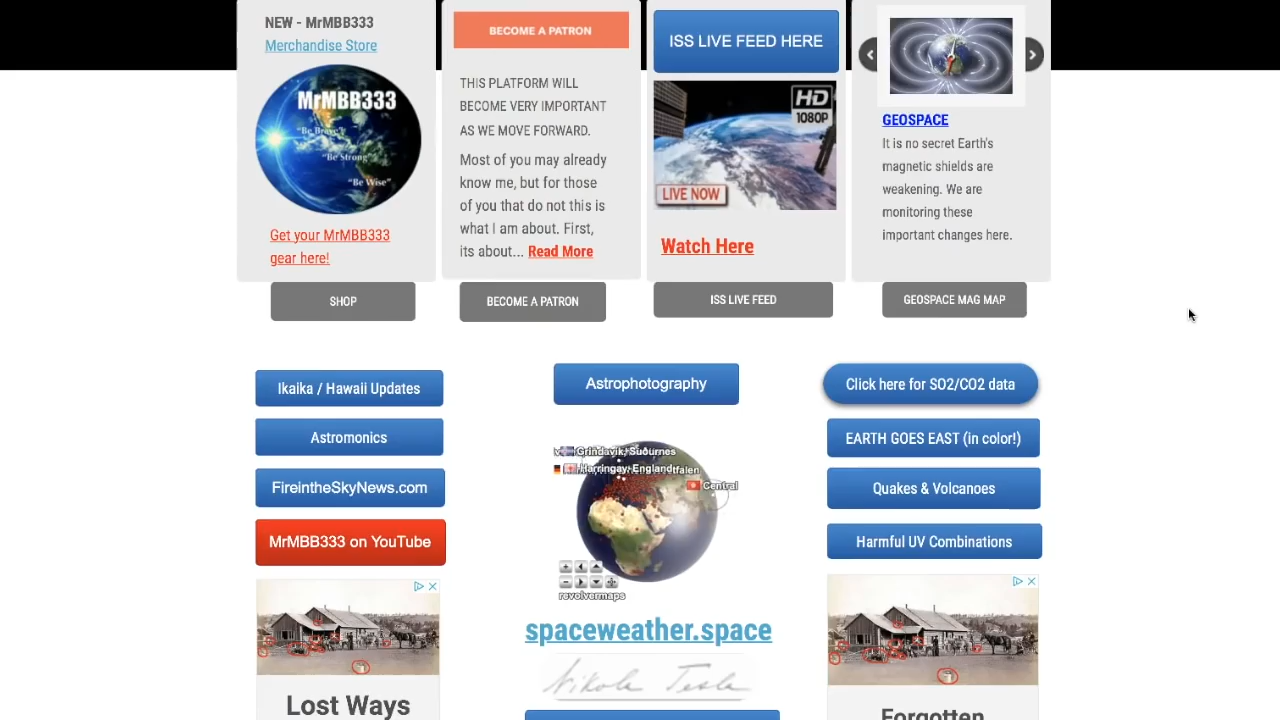 NEW - MrMBB333
Merchandise Store
MrMBB333
"Be Brave"
"Be Strong"
"Be Wise"
Get your MrMBB333
gear here!
SHOP
BECOME A PATRON
THIS PLATFORM WILL
BECOME VERY IMPORTANT
AS WE MOVE FORWARD.
Most of you may already
know me, but for those
of you that do not this is
what I am about. First,
its about... Read More
BECOME A PATRON
ISS LIVE FEED HERE
HD
1080P
LIVE NOW
Watch Here
ISS LIVE FEED
GEOSPACE
It is no secret Earth's
magnetic shields are
weakening. We are
monitoring these
important changes here.
GEOSPACE MAG MAP
Ikaika / Hawaii Updates
Astromonics
FireintheSkyNews.com
MrMBB333 on YouTube
Lost Ways
Astrophotography
Grindavik, Suðurnes
Harringay, England
Central
revolvermaps
spaceweather.space
Nikola Tesla
Click here for SO2/CO2 data
EARTH GOES EAST (in color!)
Quakes & Volcanoes
Harmful UV Combinations
Forgotten